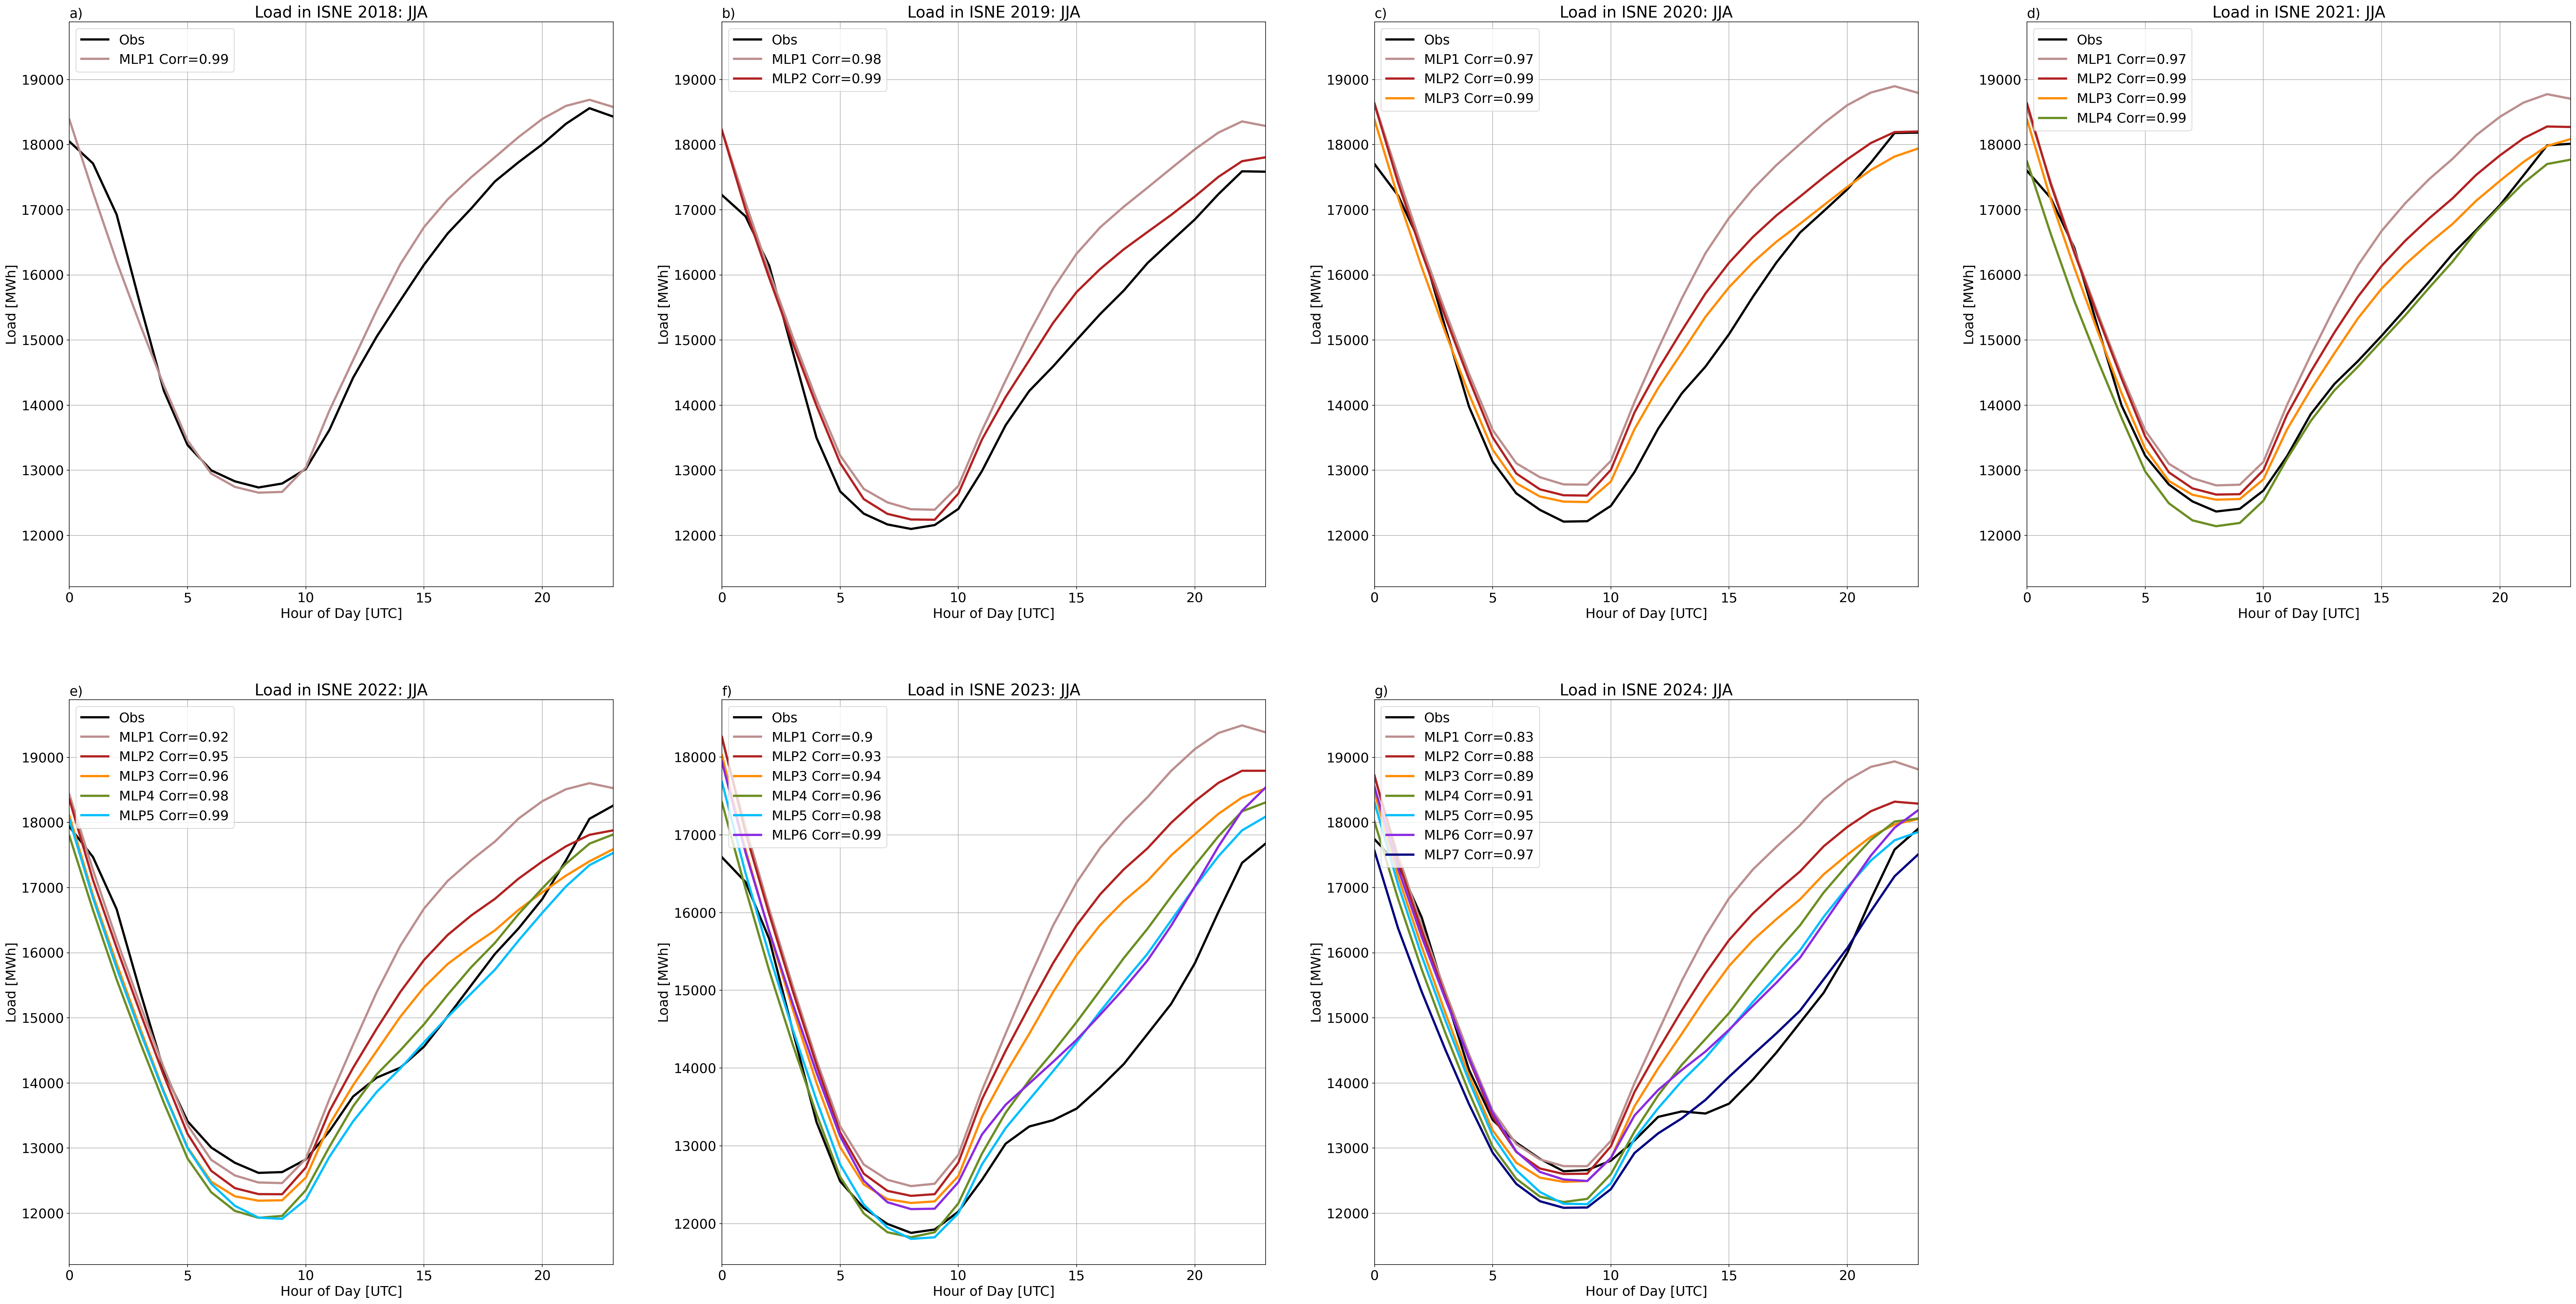 a) Load in ISNE 2018: JJA
Obs
MLP1 Corr=0.99
Load [MWh]
19000
18000
17000
16000
15000
14000
13000
12000
0 5 10 15 20
Hour of Day [UTC]
b) Load in ISNE 2019: JJA
Obs
MLP1 Corr=0.98
MLP2 Corr=0.99
Load [MWh]
19000
18000
17000
16000
15000
14000
13000
12000
0 5 10 15 20
Hour of Day [UTC]
c) Load in ISNE 2020: JJA
Obs
MLP1 Corr=0.97
MLP2 Corr=0.99
MLP3 Corr=0.99
Load [MWh]
19000
18000
17000
16000
15000
14000
13000
12000
0 5 10 15 20
Hour of Day [UTC]
d) Load in ISNE 2021: JJA
Obs
MLP1 Corr=0.97
MLP2 Corr=0.99
MLP3 Corr=0.99
MLP4 Corr=0.99
Load [MWh]
19000
18000
17000
16000
15000
14000
13000
12000
0 5 10 15 20
Hour of Day [UTC]
e) Load in ISNE 2022: JJA
Obs
MLP1 Corr=0.92
MLP2 Corr=0.95
MLP3 Corr=0.96
MLP4 Corr=0.98
MLP5 Corr=0.99
Load [MWh]
19000
18000
17000
16000
15000
14000
13000
12000
0 5 10 15 20
Hour of Day [UTC]
f) Load in ISNE 2023: JJA
Obs
MLP1 Corr=0.9
MLP2 Corr=0.93
MLP3 Corr=0.94
MLP4 Corr=0.96
MLP5 Corr=0.98
MLP6 Corr=0.99
Load [MWh]
18000
17000
16000
15000
14000
13000
12000
0 5 10 15 20
Hour of Day [UTC]
g) Load in ISNE 2024: JJA
Obs
MLP1 Corr=0.83
MLP2 Corr=0.88
MLP3 Corr=0.89
MLP4 Corr=0.91
MLP5 Corr=0.95
MLP6 Corr=0.97
MLP7 Corr=0.97
Load [MWh]
19000
18000
17000
16000
15000
14000
13000
12000
0 5 10 15 20
Hour of Day [UTC]